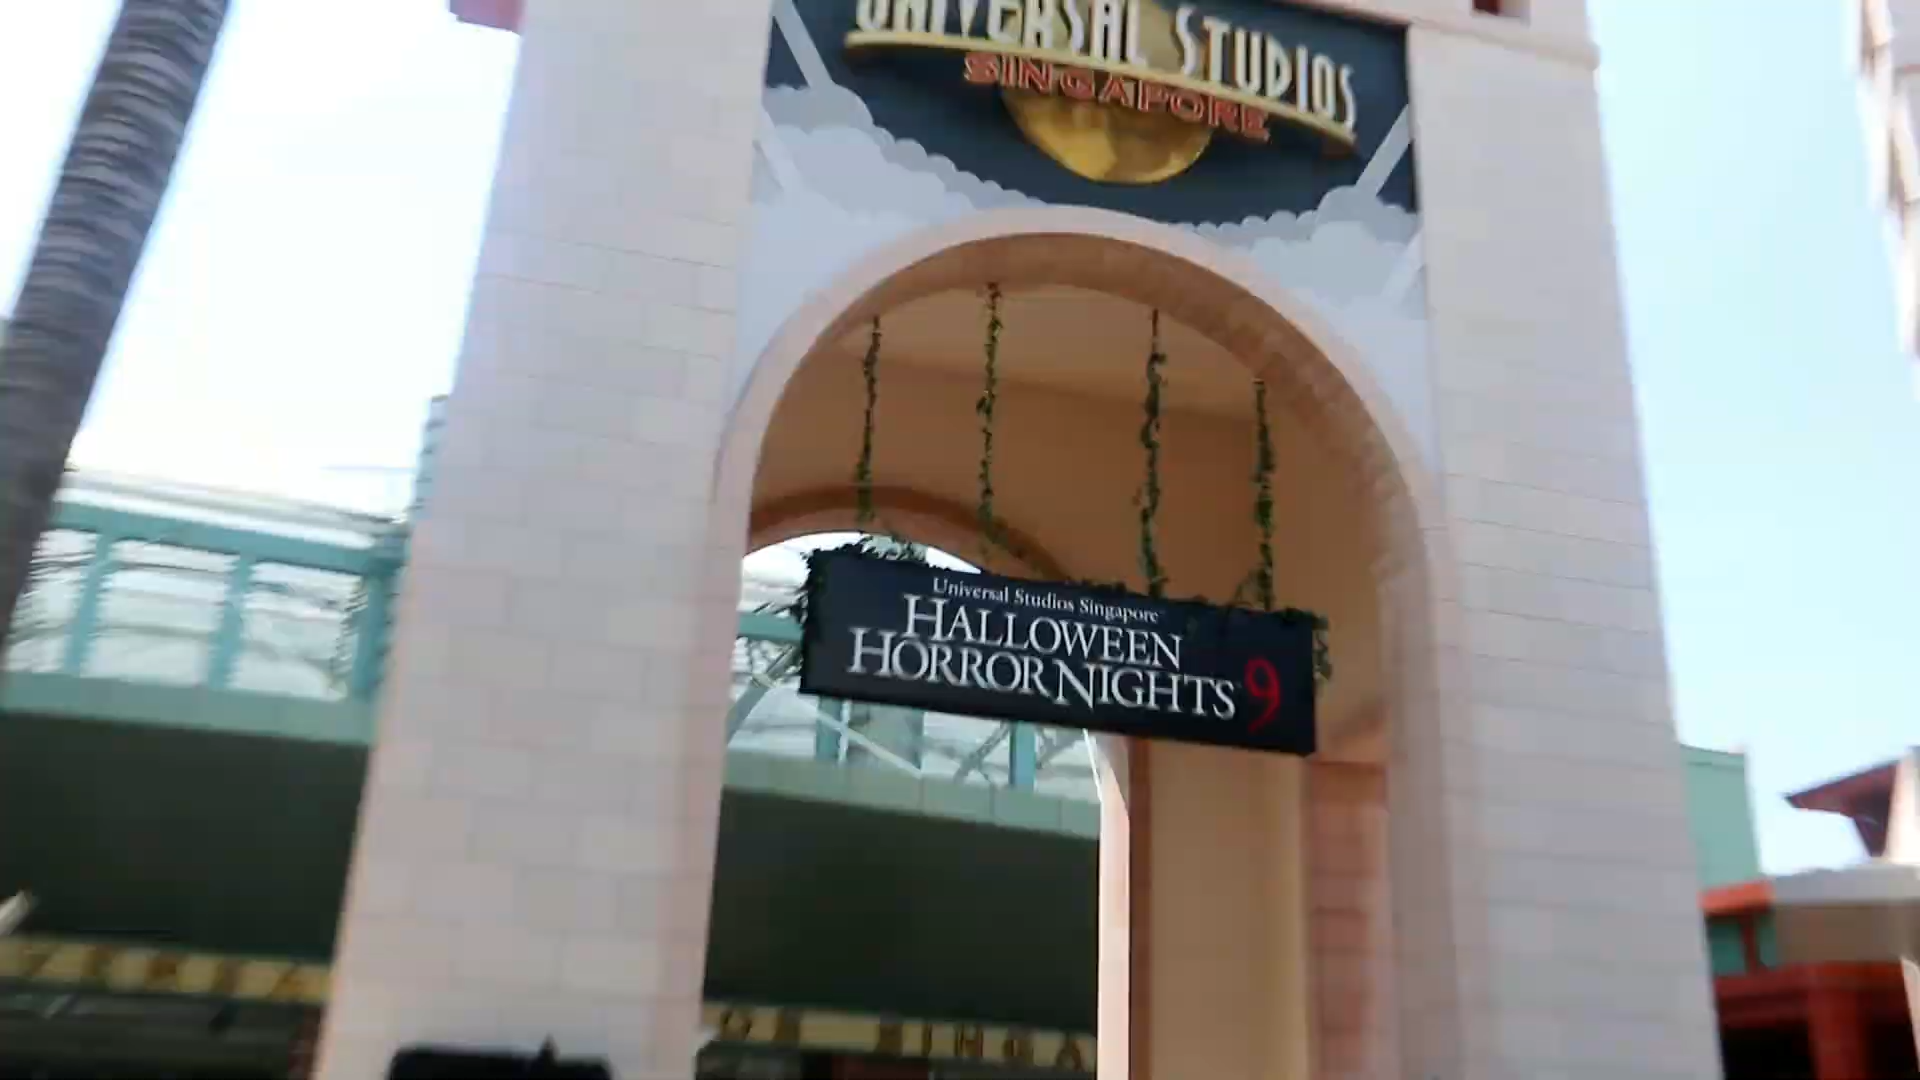 UNIVERSAL STUDIOS
SINGAPORE
Universal Studios Singapore
HALLOWEEN
HORROR NIGHTS 9